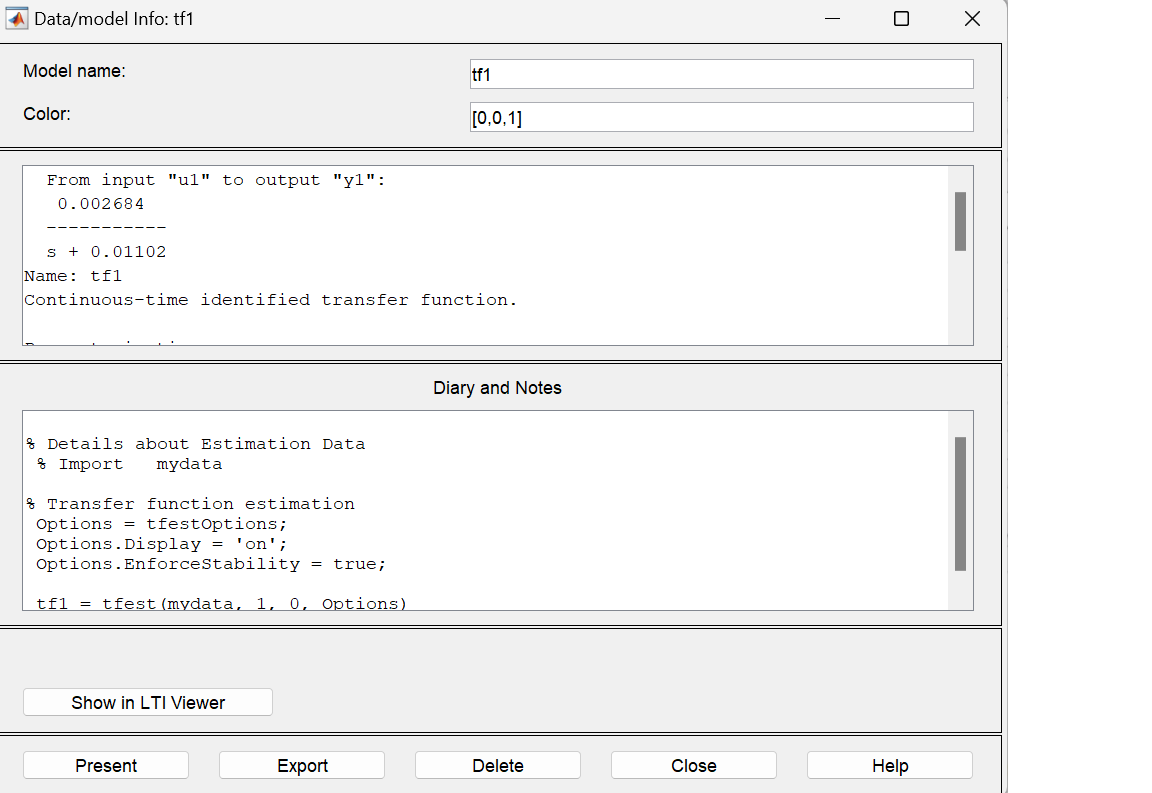 Data/model Info: tf1
Model name:
tf1
Color:
[0,0,1]
From input "u1" to output "y1":
0.002684
-----------
s + 0.01102
Name: tf1
Continuous-time identified transfer function.
Diary and Notes
% Details about Estimation Data
% Import   mydata
% Transfer function estimation
Options = tfestOptions;
Options.Display = 'on';
Options.EnforceStability = true;
tf1 = tfest(mydata, 1, 0, Options)
Show in LTI Viewer
Present
Export
Delete
Close
Help